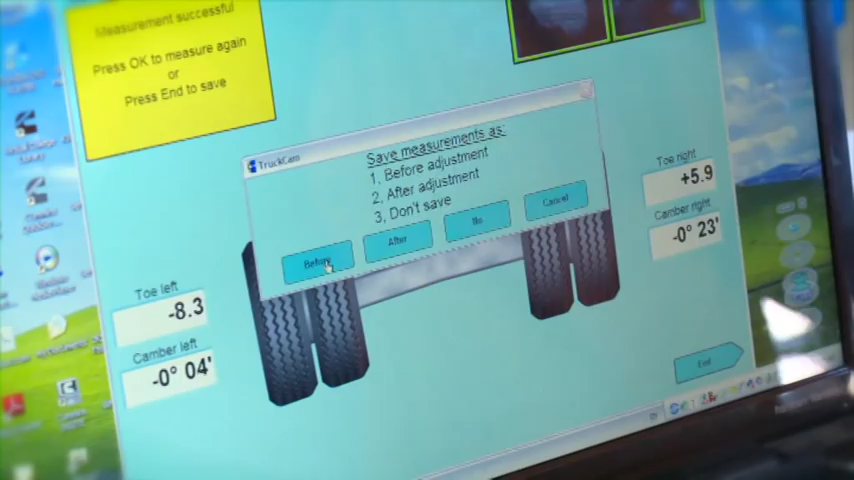 Measurement successful
Press OK to measure again
or
Press End to save
TruckCam
Save measurements as:
1, Before adjustment
2, After adjustment
3, Don't save
Before
After
No
Cancel
Toe right
+5.9
Camber right
-0° 23'
Toe left
-8.3
Camber left
-0° 04'
End